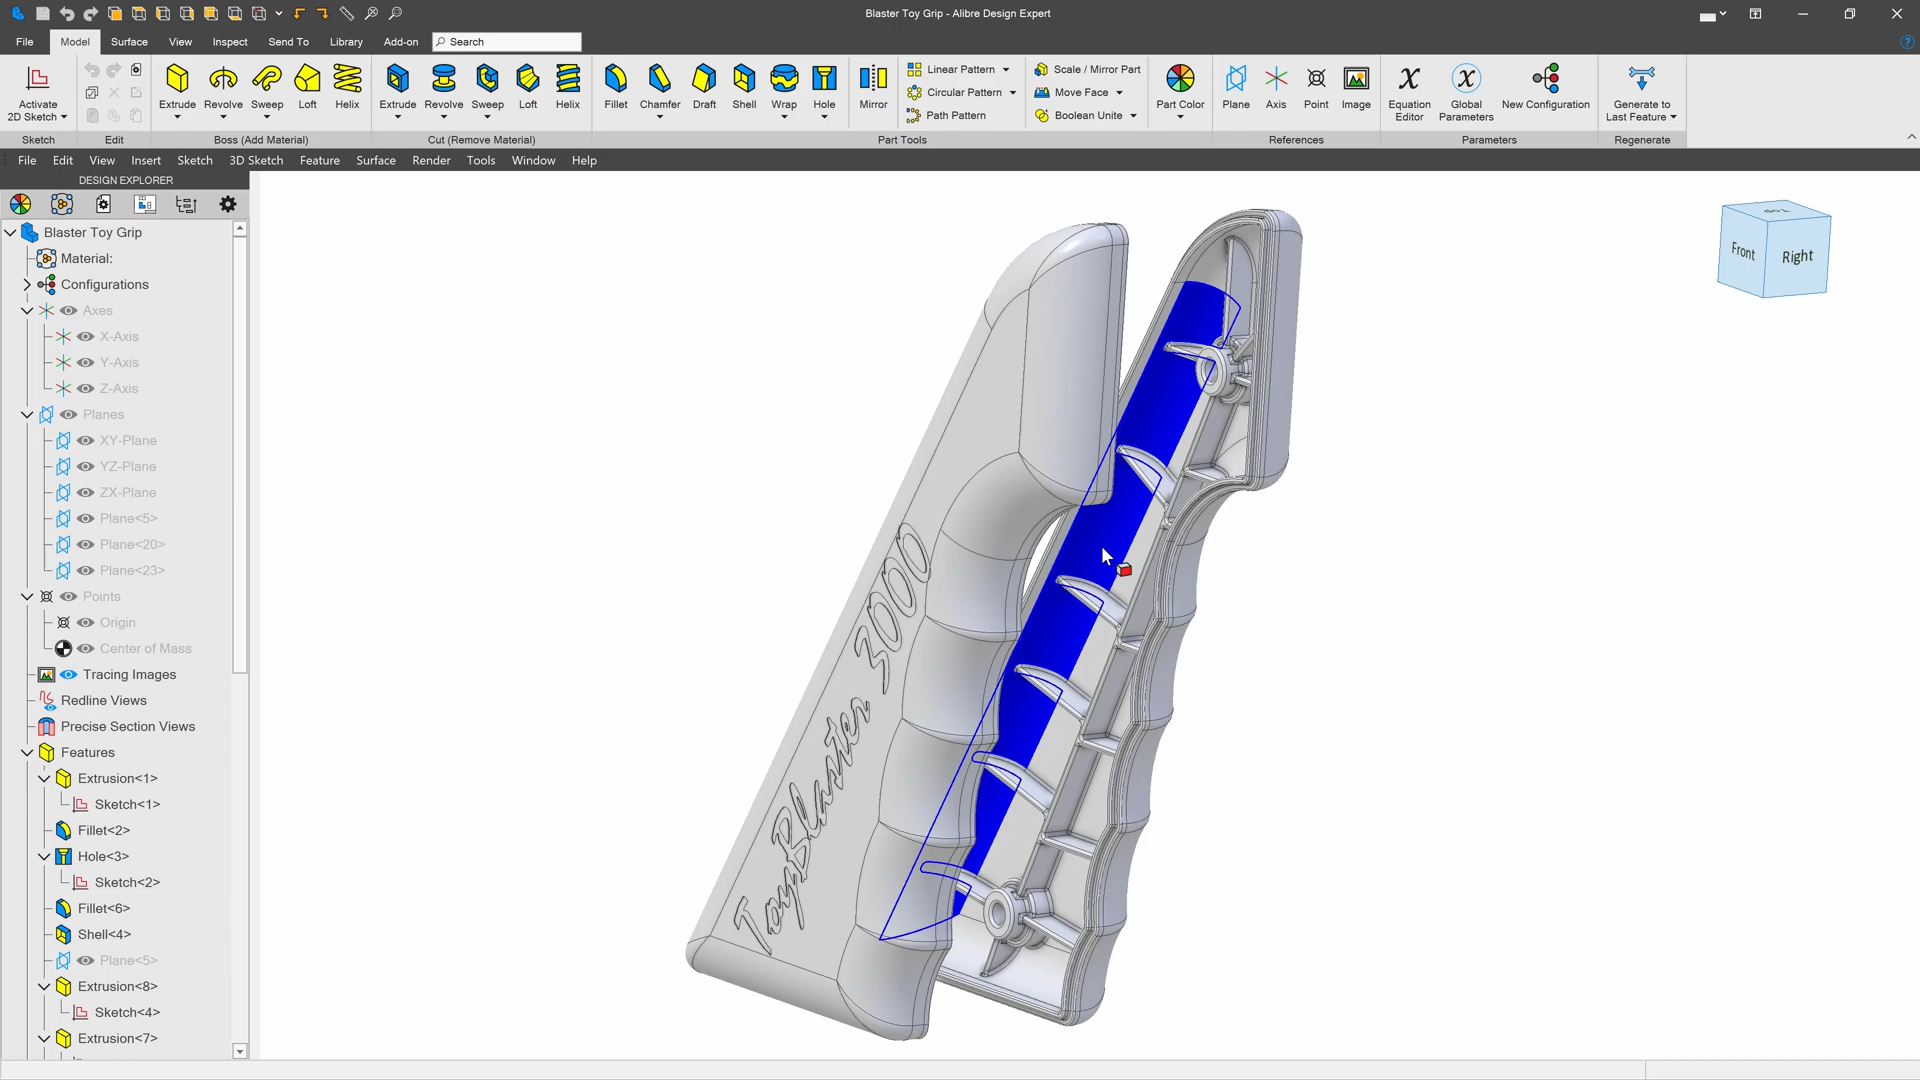 Blaster Toy Grip - Alibre Design Expert
File Model Surface View Inspect Send To Library Add-on Search
Activate 2D Sketch
Sketch
Edit
Extrude Revolve Sweep Loft Helix
Boss (Add Material)
Extrude Revolve Sweep Loft Helix
Cut (Remove Material)
Fillet Chamfer Draft Shell Wrap Hole Mirror
Linear Pattern
Circular Pattern
Path Pattern
Scale / Mirror Part
Move Face
Boolean Unite
Part Color
Part Tools
Plane Axis Point Image
References
Equation Editor
Global Parameters
New Configuration
Parameters
Generate to Last Feature
Regenerate
File Edit View Insert Sketch 3D Sketch Feature Surface Render Tools Window Help
DESIGN EXPLORER
Blaster Toy Grip
Material:
Configurations
Axes
X-Axis
Y-Axis
Z-Axis
Planes
XY-Plane
YZ-Plane
ZX-Plane
Plane<5>
Plane<20>
Plane<23>
Points
Origin
Center of Mass
Tracing Images
Redline Views
Precise Section Views
Features
Extrusion<1>
Sketch<1>
Fillet<2>
Hole<3>
Sketch<2>
Fillet<6>
Shell<4>
Plane<5>
Extrusion<8>
Sketch<4>
Extrusion<7>
ToyBlaster 3000
Top
Front
Right